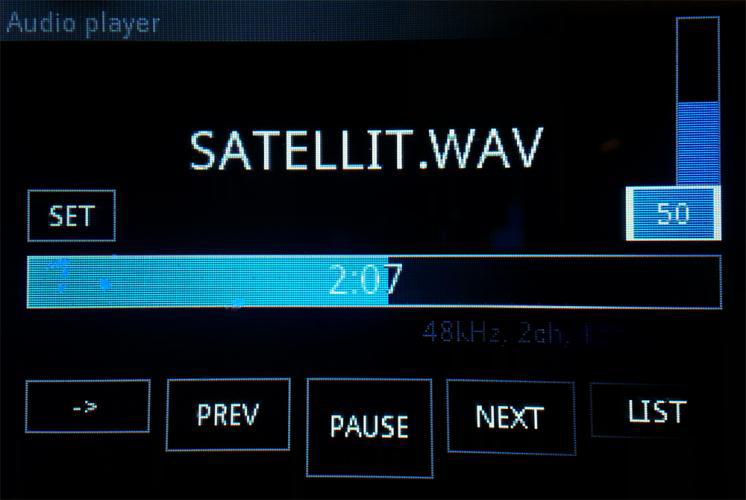 Audio player
SATELLIT.WAV
SET
50
2:07
48kHz, 2ch,
->
PREV
PAUSE
NEXT
LIST